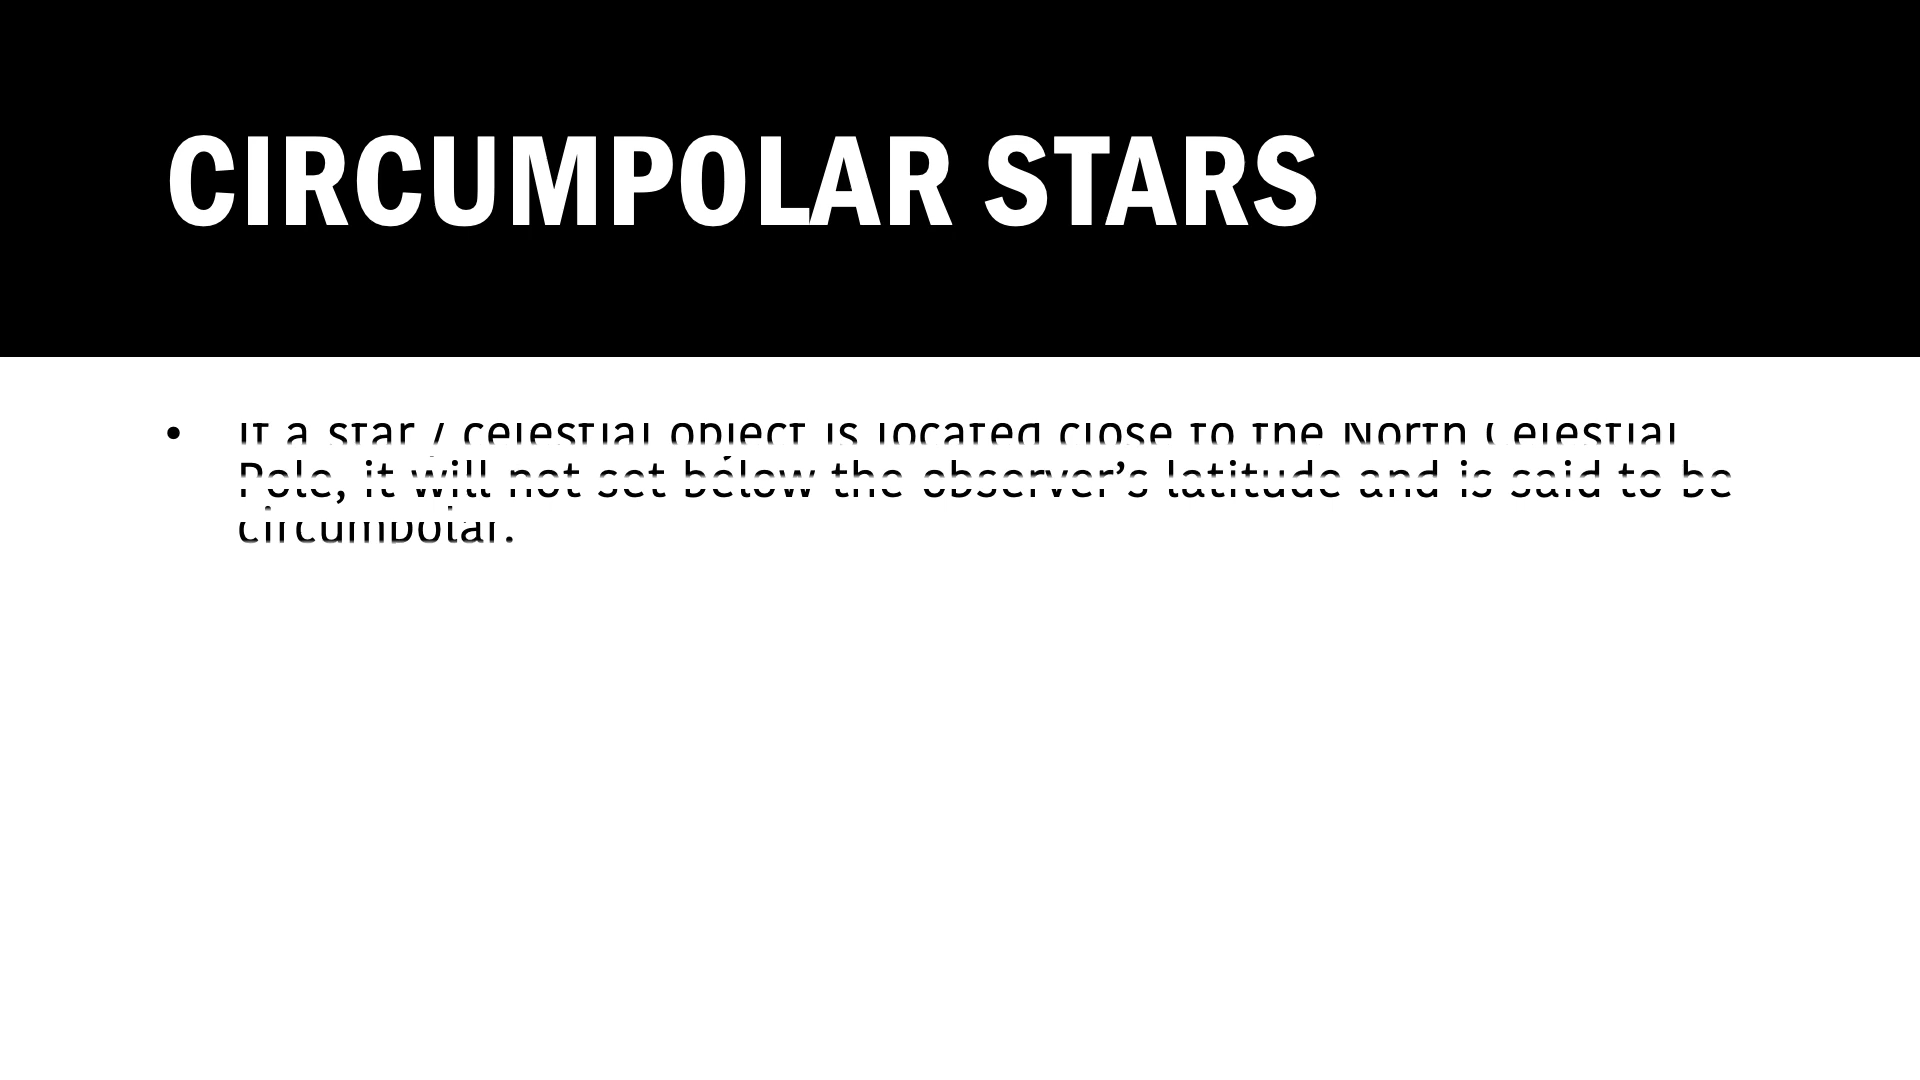 CIRCUMPOLAR STARS
• If a star / celestial object is located close to the North Celestial
Pole, it will not set below the observer’s latitude and is said to be
circumpolar.